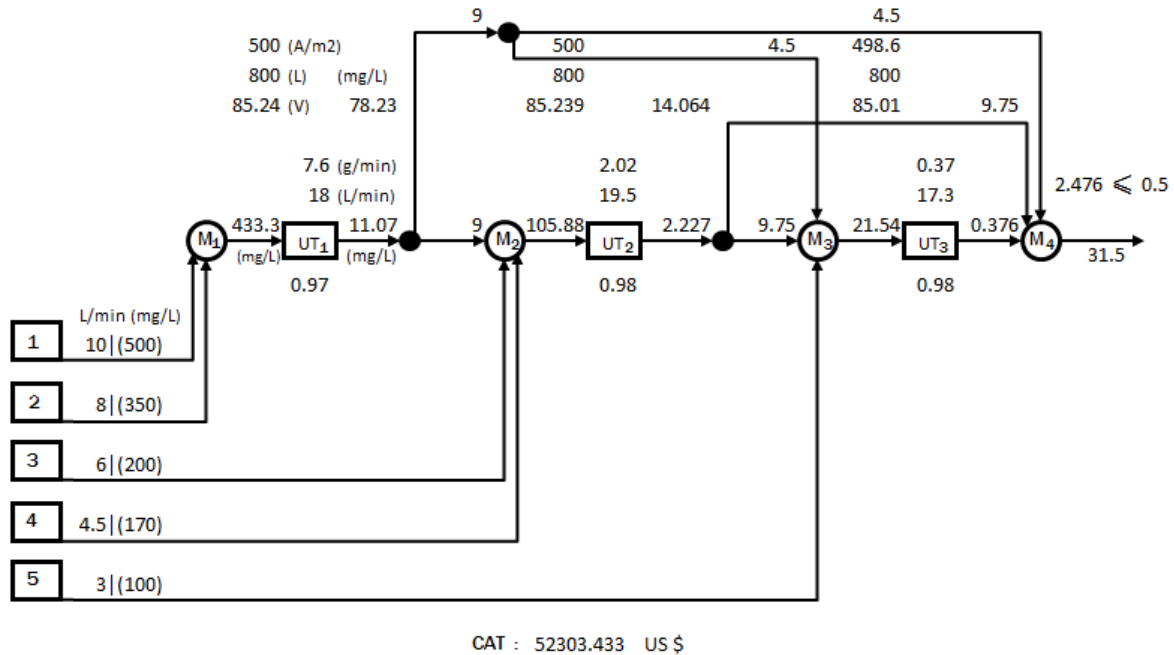 9 4.5
500 (A/m2) 500 4.5 498.6
800 (L) (mg/L) 800 800
85.24 (V) 78.23 85.239 14.064 85.01 9.75
7.6 (g/min) 2.02 0.37
18 (L/min) 19.5 17.3 2.476 ⩽ 0.5
M1 433.3 UT1 11.07 9 M2 105.88 UT2 2.227 9.75 M3 21.54 UT3 0.376 M4
(mg/L) (mg/L) 31.5
0.97 0.98 0.98
L/min (mg/L)
1 10|(500)
2 8|(350)
3 6|(200)
4 4.5|(170)
5 3|(100)
CAT : 52303.433 US $